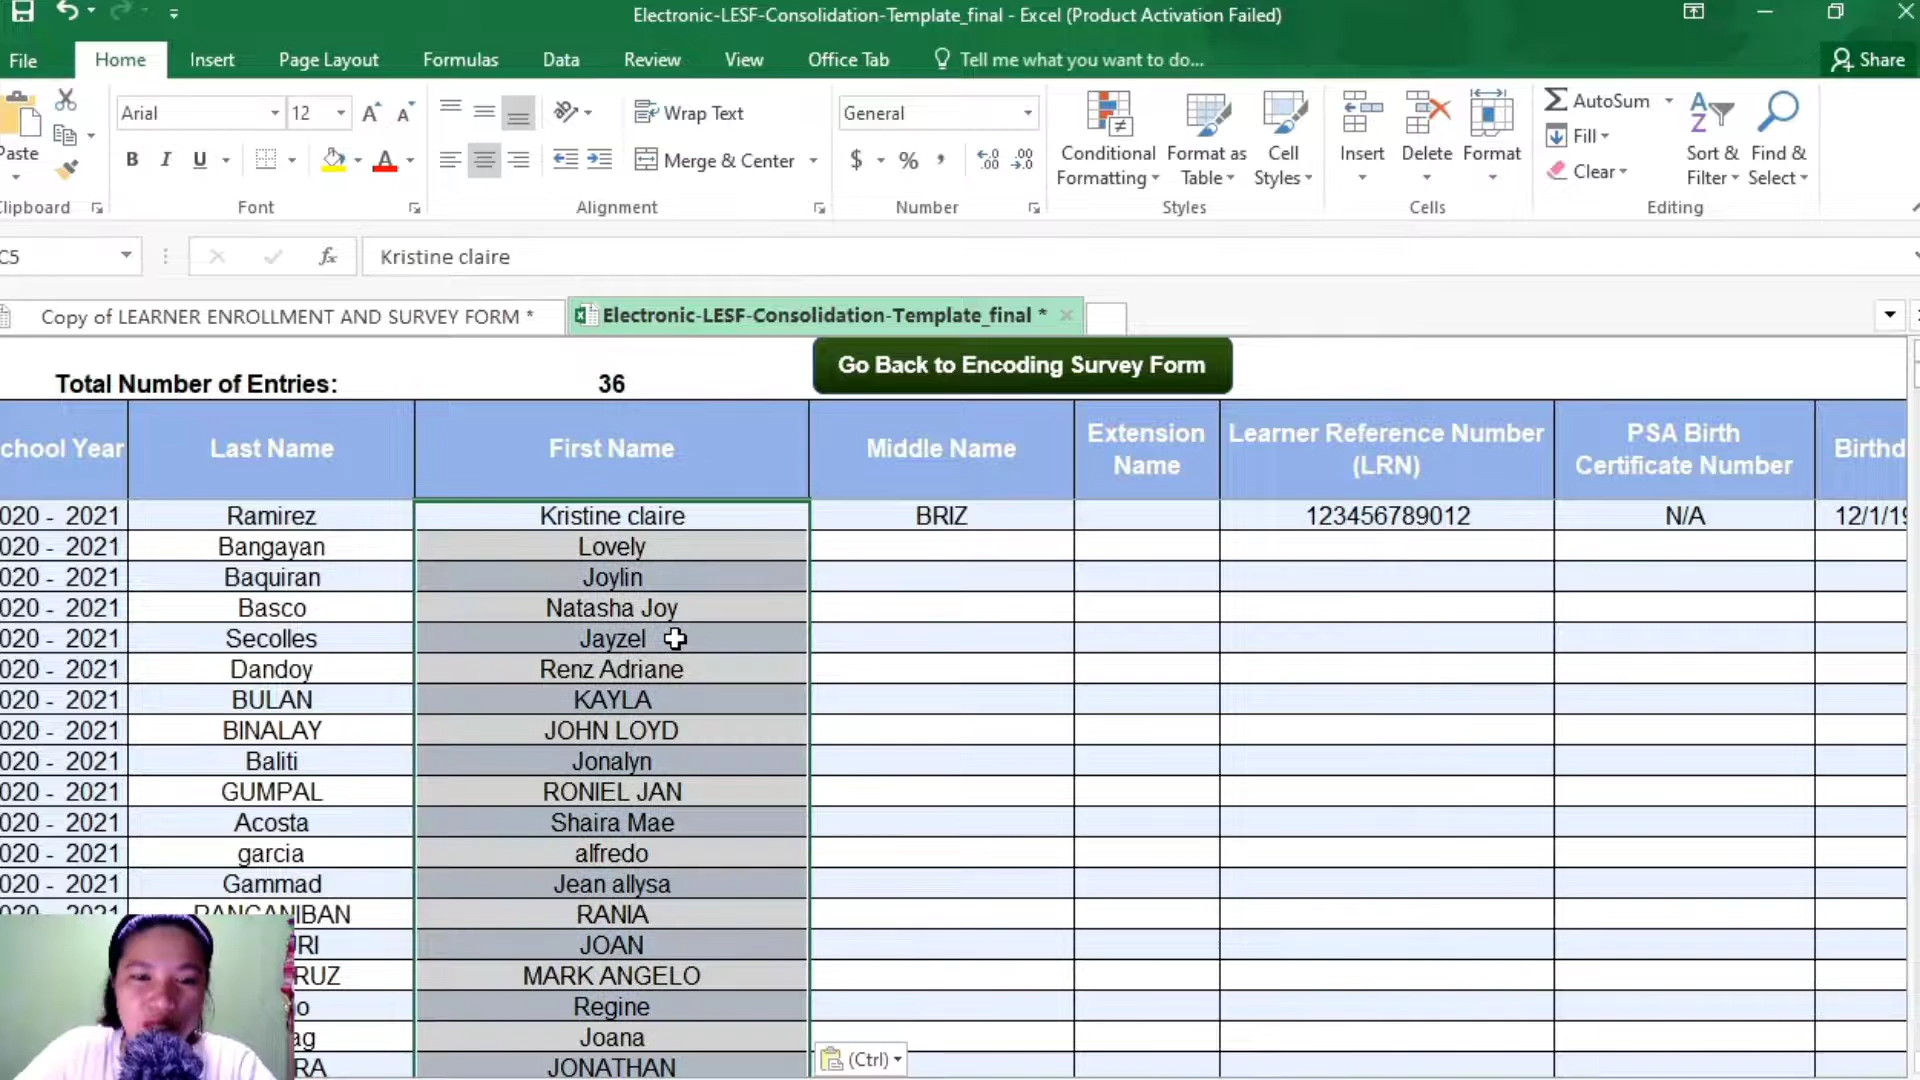 Electronic-LESF-Consolidation-Template_final - Excel (Product Activation Failed)
File Home Insert Page Layout Formulas Data Review View Office Tab Tell me what you want to do... Share
Arial 12 Wrap Text General AutoSum
Paste B I U Merge & Center $ % , Conditional Formatting Format as Table Cell Styles Insert Delete Format Fill Clear Sort & Filter Find & Select
Clipboard Font Alignment Number Styles Cells Editing
C5 fx Kristine claire
Copy of LEARNER ENROLLMENT AND SURVEY FORM * Electronic-LESF-Consolidation-Template_final *
Total Number of Entries: 36 Go Back to Encoding Survey Form
chool Year Last Name First Name Middle Name Extension Name Learner Reference Number (LRN) PSA Birth Certificate Number Birthd
020 - 2021 Ramirez Kristine claire BRIZ 123456789012 N/A 12/1/19
020 - 2021 Bangayan Lovely
020 - 2021 Baquiran Joylin
020 - 2021 Basco Natasha Joy
020 - 2021 Secolles Jayzel
020 - 2021 Dandoy Renz Adriane
020 - 2021 BULAN KAYLA
020 - 2021 BINALAY JOHN LOYD
020 - 2021 Baliti Jonalyn
020 - 2021 GUMPAL RONIEL JAN
020 - 2021 Acosta Shaira Mae
020 - 2021 garcia alfredo
020 - 2021 Gammad Jean allysa
020 - 2021 PANGANIBAN RANIA
RI JOAN
RUZ MARK ANGELO
o Regine
ag Joana
RA JONATHAN
(Ctrl)